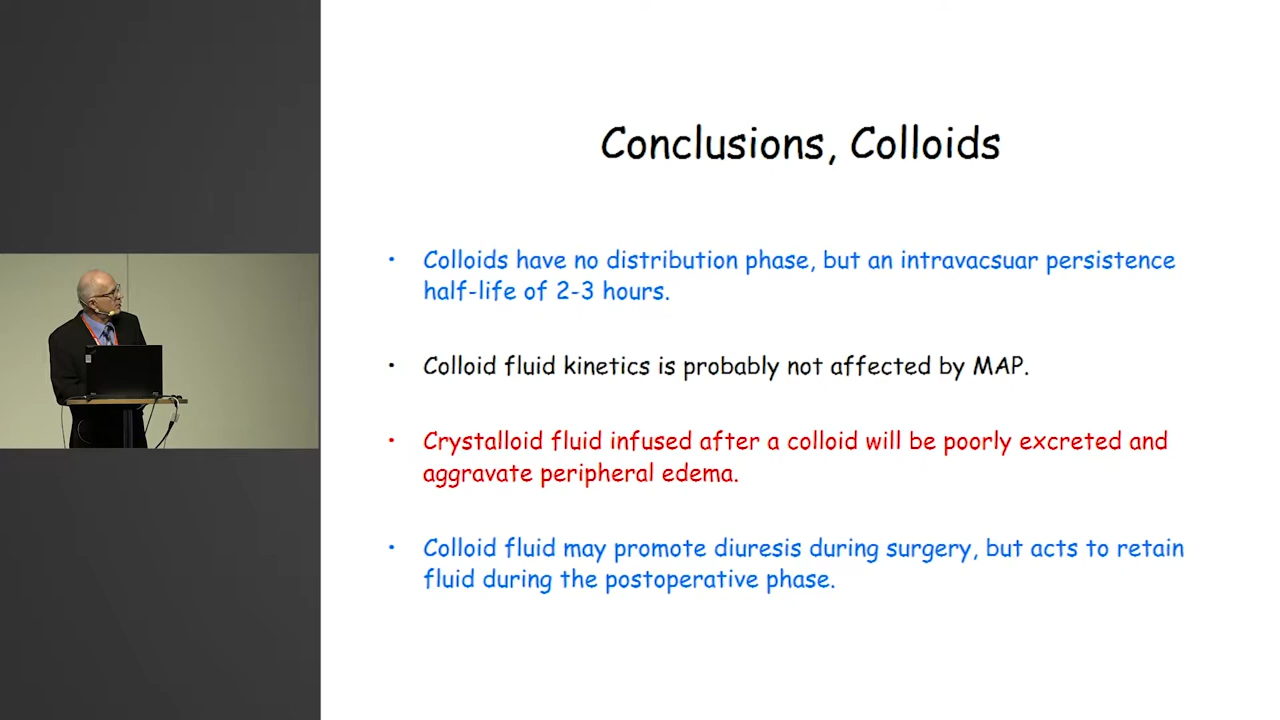 Conclusions, Colloids
• Colloids have no distribution phase, but an intravacsuar persistence
half-life of 2-3 hours.
• Colloid fluid kinetics is probably not affected by MAP.
• Crystalloid fluid infused after a colloid will be poorly excreted and
aggravate peripheral edema.
• Colloid fluid may promote diuresis during surgery, but acts to retain
fluid during the postoperative phase.